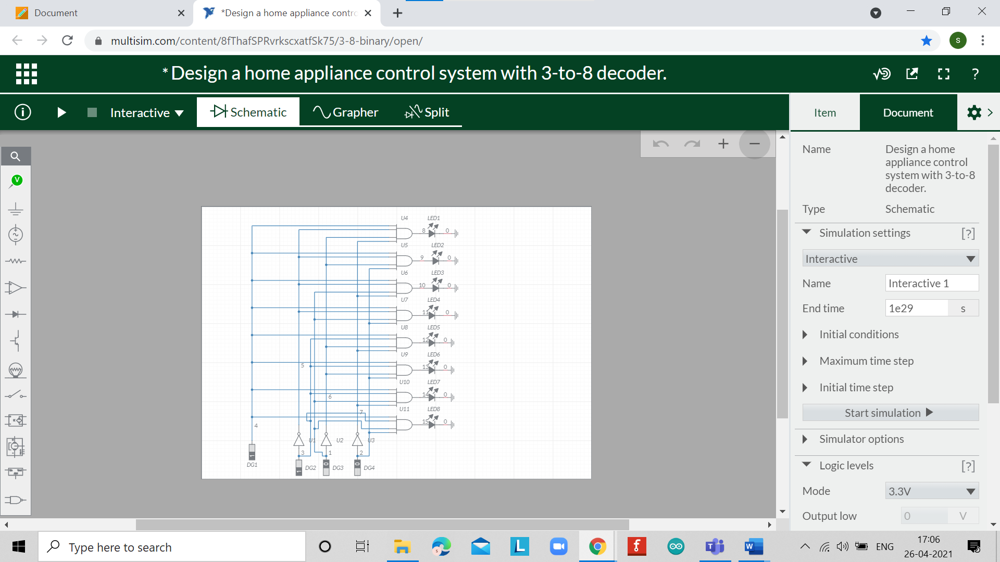 Document
*Design a home appliance contro
multisim.com/content/8fThafSPRvrkscxatfSk75/3-8-binary/open/
S
*Design a home appliance control system with 3-to-8 decoder.
?
Interactive
Schematic
Grapher
Split
Item
Document
Name
Design a home
appliance control
system with 3-to-8
decoder.
Type
Schematic
Simulation settings
[?]
Interactive
Name
Interactive 1
End time
1e29
s
Initial conditions
Maximum time step
Initial time step
Start simulation
Simulator options
Logic levels
[?]
Mode
3.3V
Output low
0
V
V
U4
LED1
8
0
U5
LED2
9
0
U6
LED3
10
0
U7
LED4
11
0
U8
LED5
12
0
U9
LED6
13
0
5
U10
LED7
14
0
6
U11
LED8
15
0
7
4
U1
U2
U3
3
1
2
1
DG1
1
DG2
0
DG3
0
DG4
Type here to search
ENG
17:06
26-04-2021